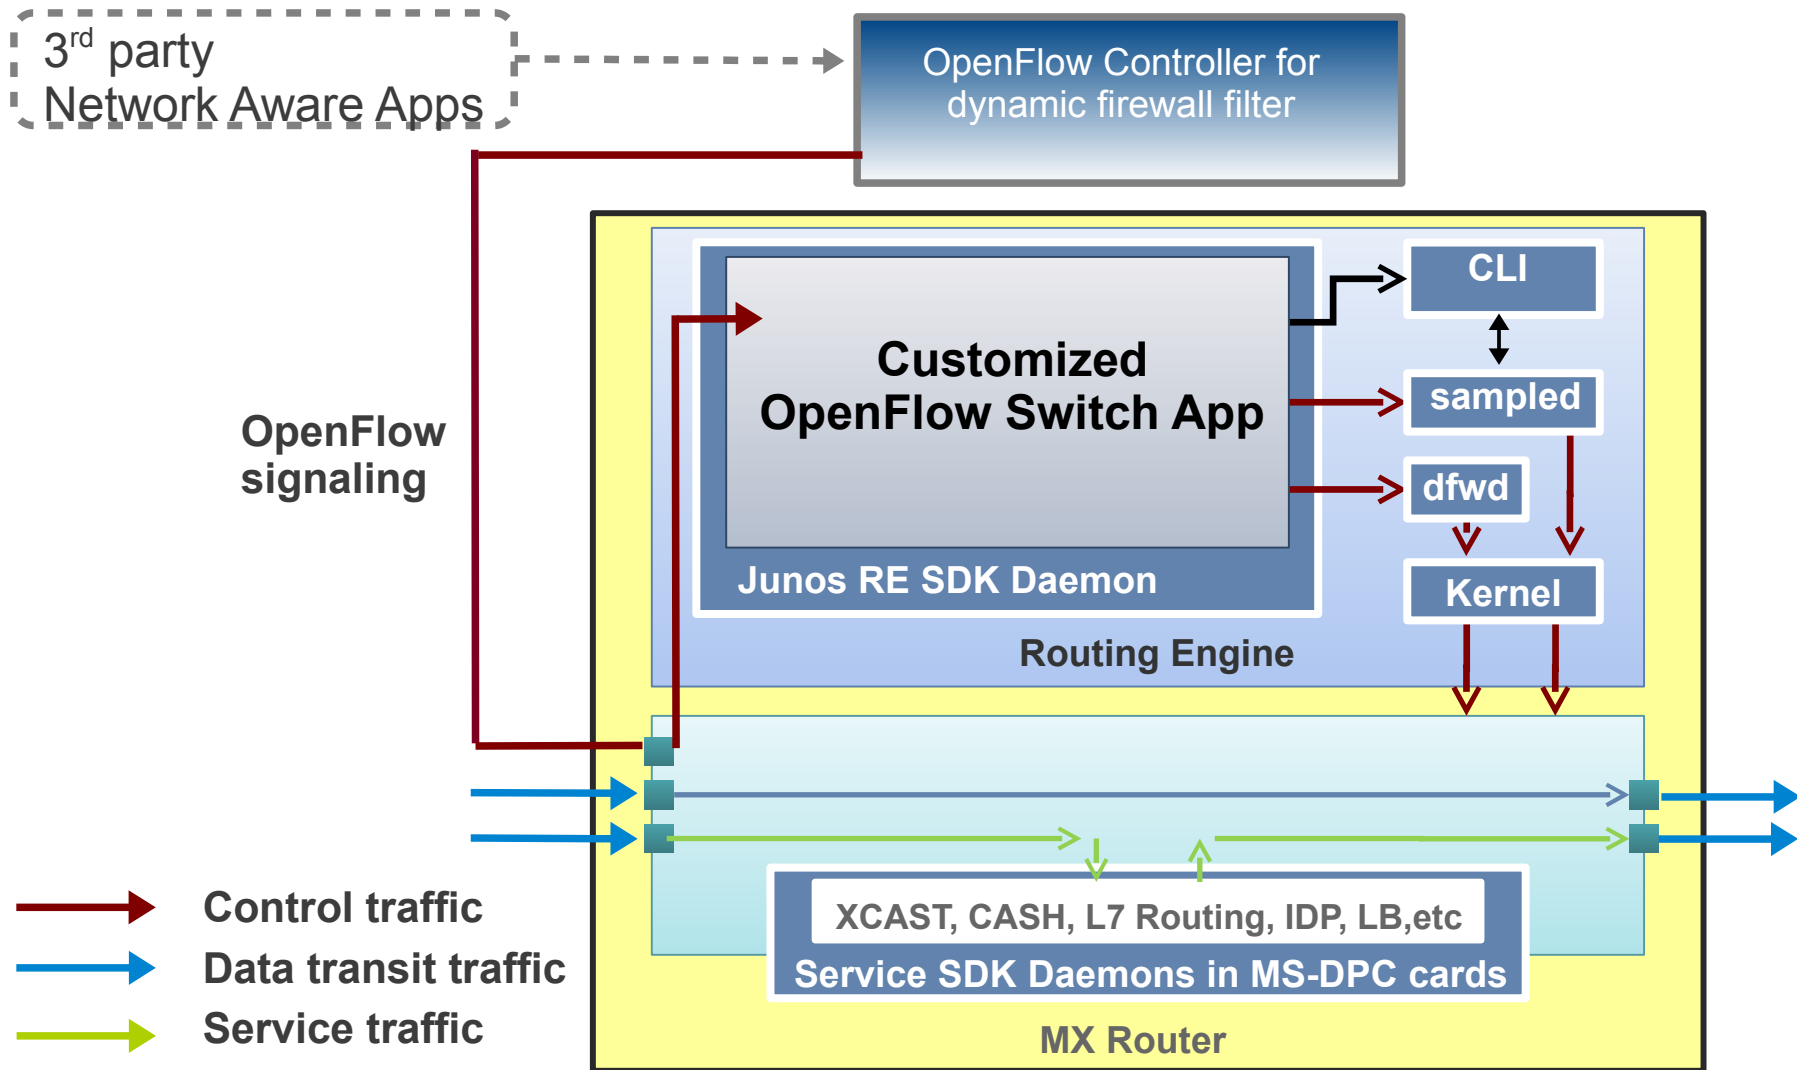 3rd party
Network Aware Apps
OpenFlow Controller for
dynamic firewall filter
CLI
Customized
OpenFlow Switch App
sampled
OpenFlow
signaling
dfwd
Junos RE SDK Daemon
Kernel
Routing Engine
XCAST, CASH, L7 Routing, IDP, LB,etc
Service SDK Daemons in MS-DPC cards
MX Router
Control traffic
Data transit traffic
Service traffic